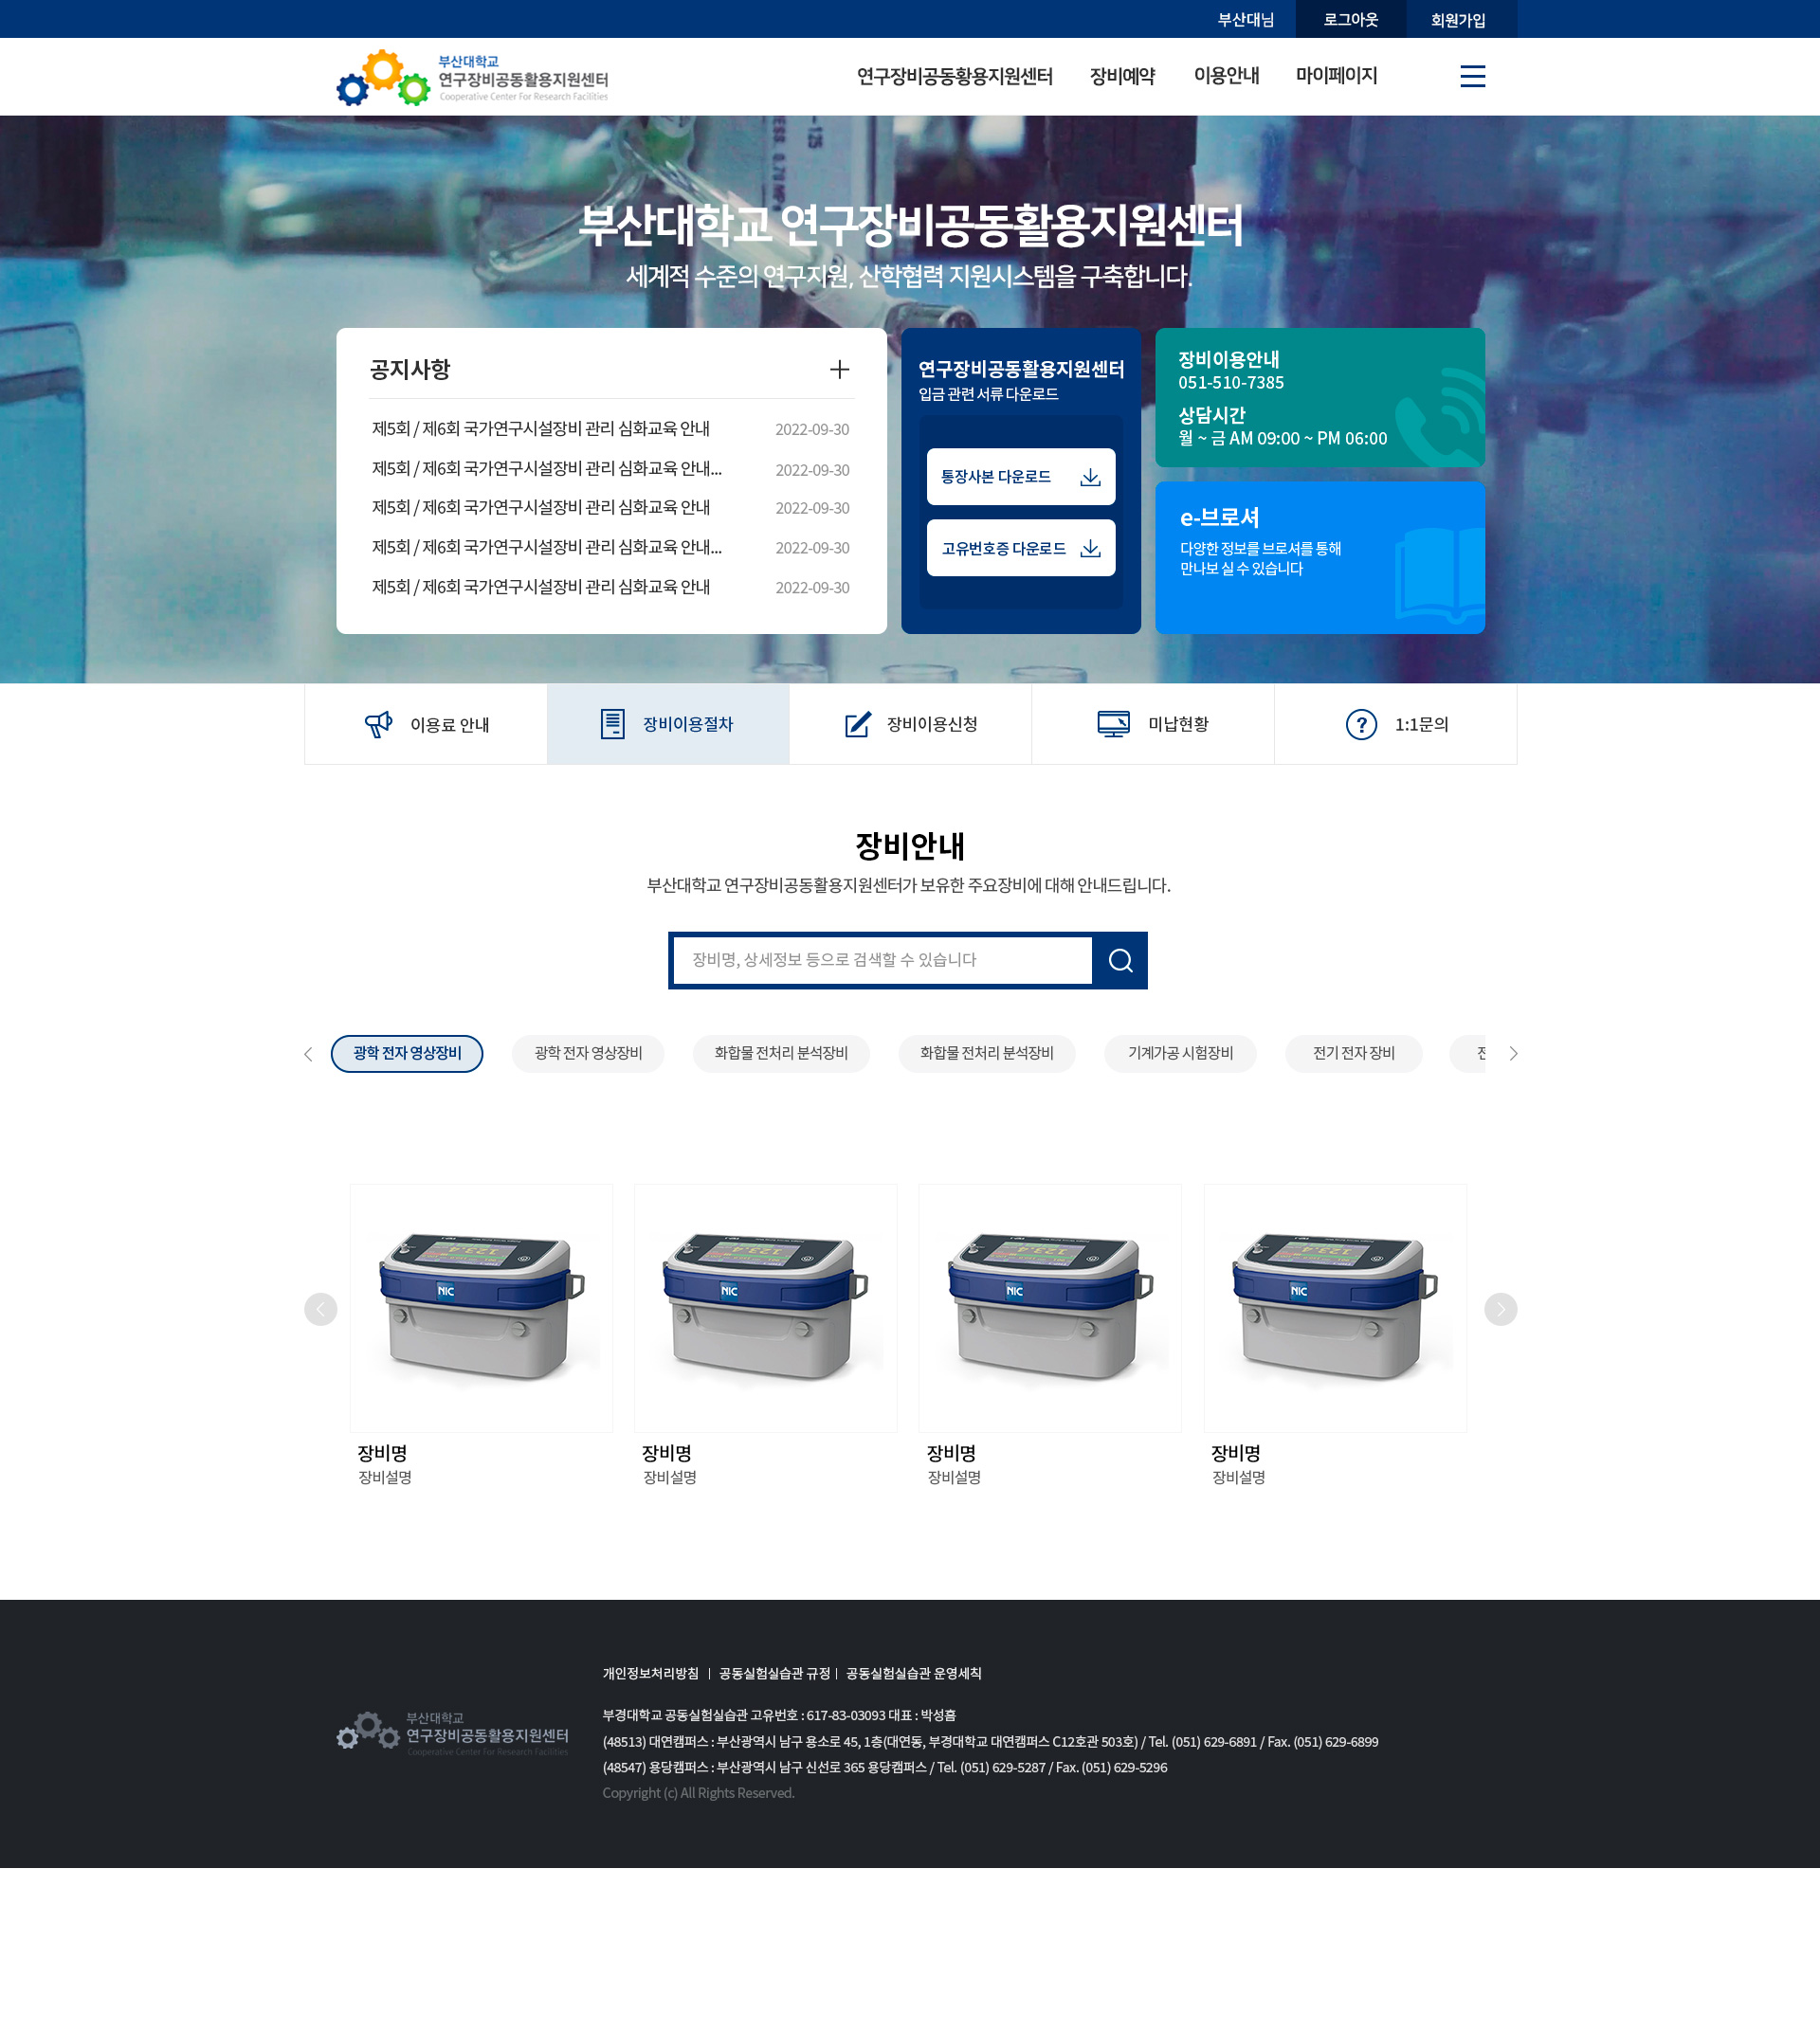 부산대님
로그아웃
회원가입
부산대학교
연구장비공동활용지원센터
Cooperative Center For Research Facilities
연구장비공동활용지원센터
장비예약
이용안내
마이페이지
부산대학교 연구장비공동활용지원센터
세계적 수준의 연구지원, 산학협력 지원시스템을 구축합니다.
공지사항
제5회 / 제6회 국가연구시설장비 관리 심화교육 안내 2022-09-30
제5회 / 제6회 국가연구시설장비 관리 심화교육 안내... 2022-09-30
제5회 / 제6회 국가연구시설장비 관리 심화교육 안내 2022-09-30
제5회 / 제6회 국가연구시설장비 관리 심화교육 안내... 2022-09-30
제5회 / 제6회 국가연구시설장비 관리 심화교육 안내 2022-09-30
연구장비공동활용지원센터
입금 관련 서류 다운로드
통장사본 다운로드
고유번호증 다운로드
장비이용안내
051-510-7385
상담시간
월 ~ 금 AM 09:00 ~ PM 06:00
e-브로셔
다양한 정보를 브로셔를 통해
만나보 실 수 있습니다
이용료 안내
장비이용절차
장비이용신청
미납현황
1:1문의
장비안내
부산대학교 연구장비공동활용지원센터가 보유한 주요장비에 대해 안내드립니다.
장비명, 상세정보 등으로 검색할 수 있습니다
광학 전자 영상장비
광학 전자 영상장비
화합물 전처리 분석장비
화합물 전처리 분석장비
기계가공 시험장비
전기 전자 장비
NIC
NIC
NIC
NIC
장비명
장비설명
장비명
장비설명
장비명
장비설명
장비명
장비설명
개인정보처리방침 | 공동실험실습관 규정 | 공동실험실습관 운영세칙
부산대학교
연구장비공동활용지원센터
Cooperative Center For Research Facilities
부경대학교 공동실험실습관 고유번호 : 617-83-03093 대표 : 박성흠
(48513) 대연캠퍼스 : 부산광역시 남구 용소로 45, 1층(대연동, 부경대학교 대연캠퍼스 C12호관 503호) / Tel. (051) 629-6891 / Fax. (051) 629-6899
(48547) 용당캠퍼스 : 부산광역시 남구 신선로 365 용당캠퍼스 / Tel. (051) 629-5287 / Fax. (051) 629-5296
Copyright (c) All Rights Reserved.